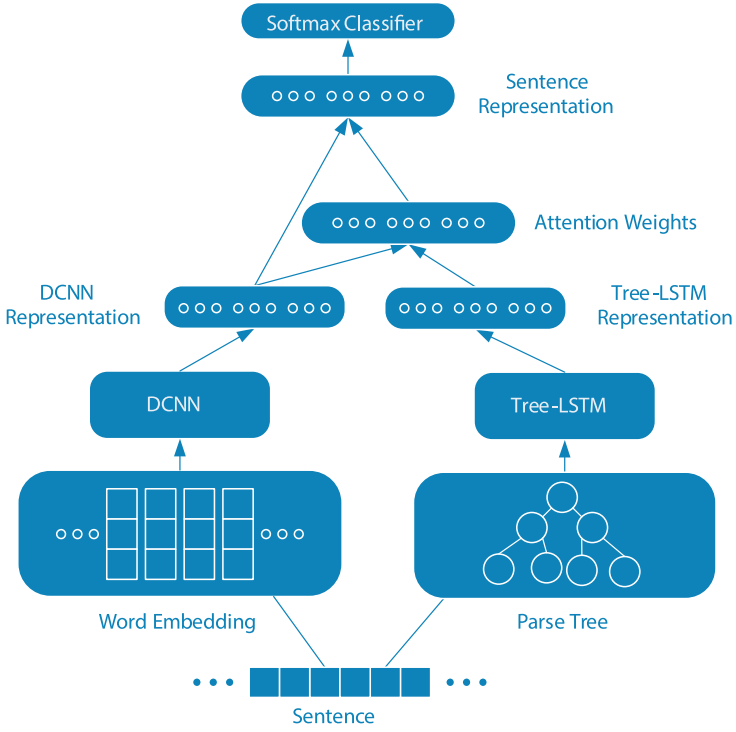 Softmax Classifier
Sentence
Representation
Attention Weights
DCNN
Representation
Tree-LSTM
Representation
DCNN
Tree-LSTM
Word Embedding
Parse Tree
Sentence